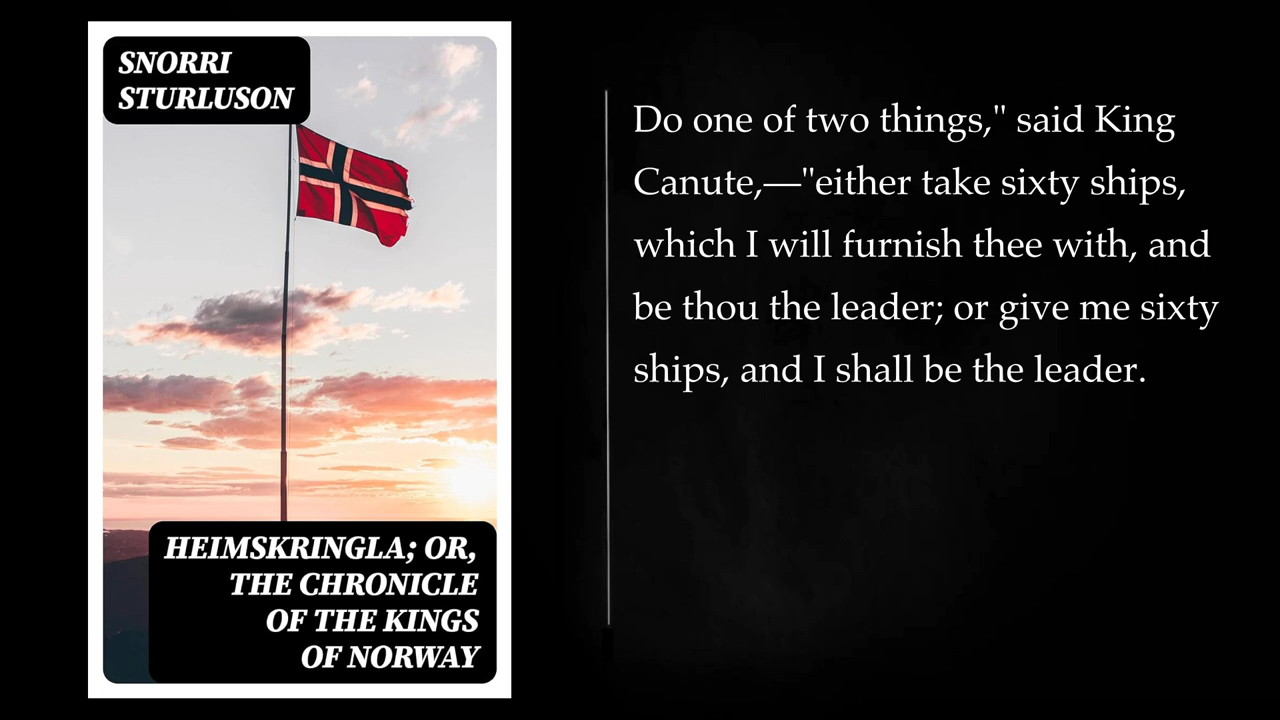 SNORRI
STURLUSON
HEIMSKRINGLA; OR,
THE CHRONICLE
OF THE KINGS
OF NORWAY
Do one of two things," said King
Canute,—"either take sixty ships,
which I will furnish thee with, and
be thou the leader; or give me sixty
ships, and I shall be the leader.